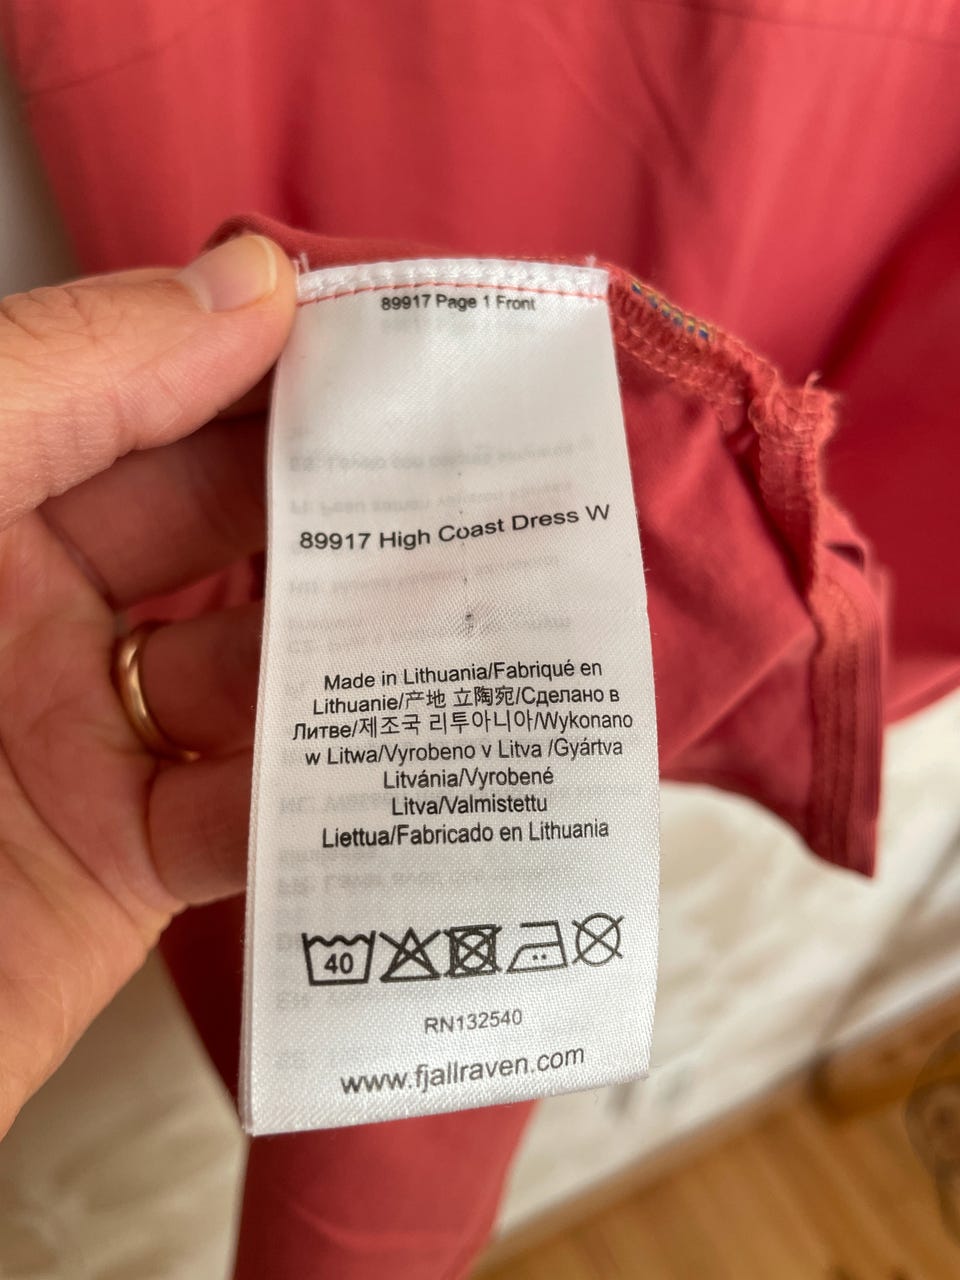 89917 Page 1 Front
89917 High Coast Dress W
Made in Lithuania/Fabriqué en
Lithuanie/产地 立陶宛/Сделано в
Литве/제조국 리투아니아/Wykonano
w Litwa/Vyrobeno v Litva /Gyártva
Litvánia/Vyrobené
Litva/Valmistettu
Liettua/Fabricado en Lithuania
40
RN132540
www.fjallraven.com